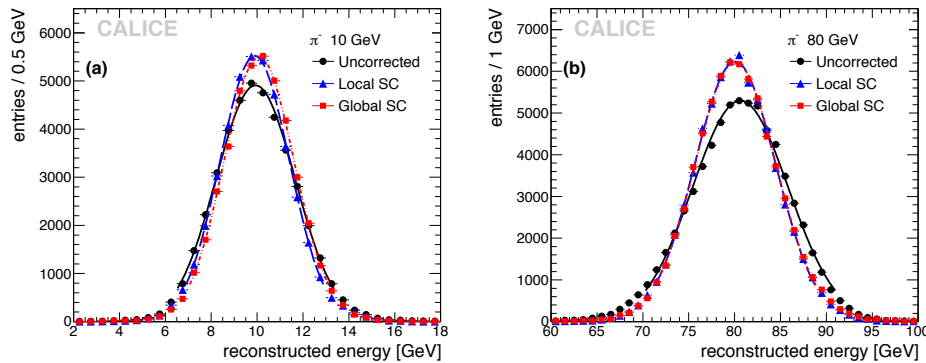 CALICE
(a)
π⁻ 10 GeV
Uncorrected
Local SC
Global SC
entries / 0.5 GeV
6000
5000
4000
3000
2000
1000
0
2 4 6 8 10 12 14 16 18
reconstructed energy [GeV]
CALICE
(b)
π⁻ 80 GeV
Uncorrected
Local SC
Global SC
entries / 1 GeV
7000
6000
5000
4000
3000
2000
1000
0
60 65 70 75 80 85 90 95 100
reconstructed energy [GeV]